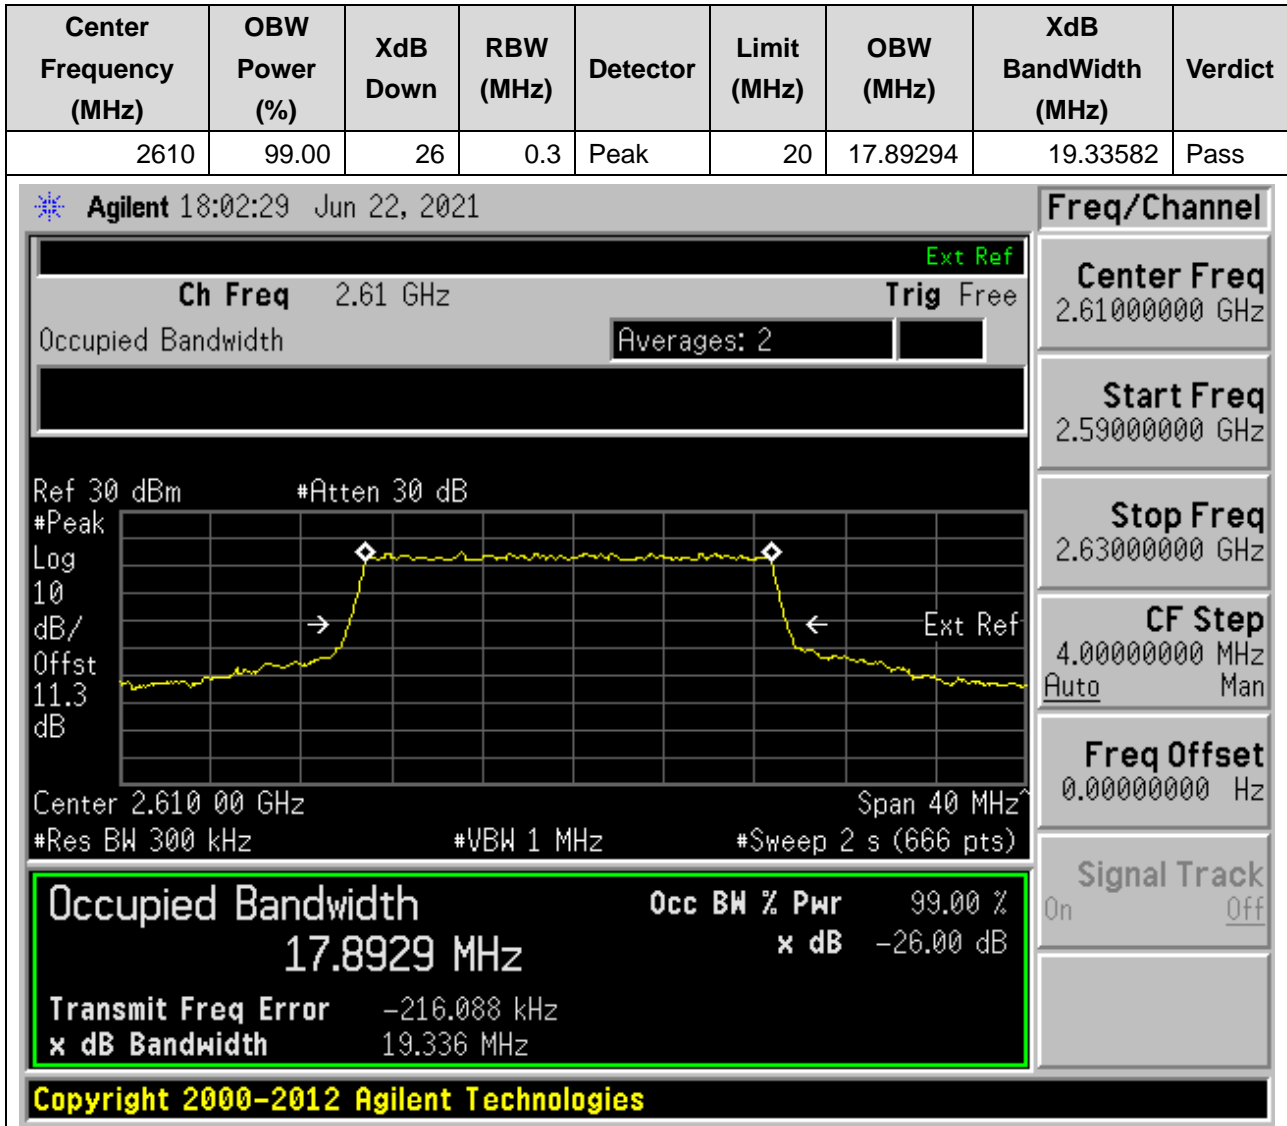 Center Frequency (MHz) OBW Power (%) XdB Down RBW (MHz) Detector Limit (MHz) OBW (MHz) XdB BandWidth (MHz) Verdict
2610 99.00 26 0.3 Peak 20 17.89294 19.33582 Pass
Agilent 18:02:29 Jun 22, 2021
Freq/Channel
Ext Ref
Ch Freq 2.61 GHz Trig Free
Occupied Bandwidth Averages: 2
Center Freq
2.61000000 GHz
Start Freq
2.59000000 GHz
Stop Freq
2.63000000 GHz
CF Step
4.00000000 MHz
Auto Man
Freq Offset
0.00000000 Hz
Signal Track
On Off
Ref 30 dBm #Atten 30 dB
#Peak
Log
10
dB/
Offst
11.3
dB
Ext Ref
Center 2.610 00 GHz Span 40 MHz^
#Res BW 300 kHz #VBW 1 MHz #Sweep 2 s (666 pts)
Occupied Bandwidth Occ BW % Pwr 99.00 %
17.8929 MHz x dB -26.00 dB
Transmit Freq Error -216.088 kHz
x dB Bandwidth 19.336 MHz
Copyright 2000-2012 Agilent Technologies